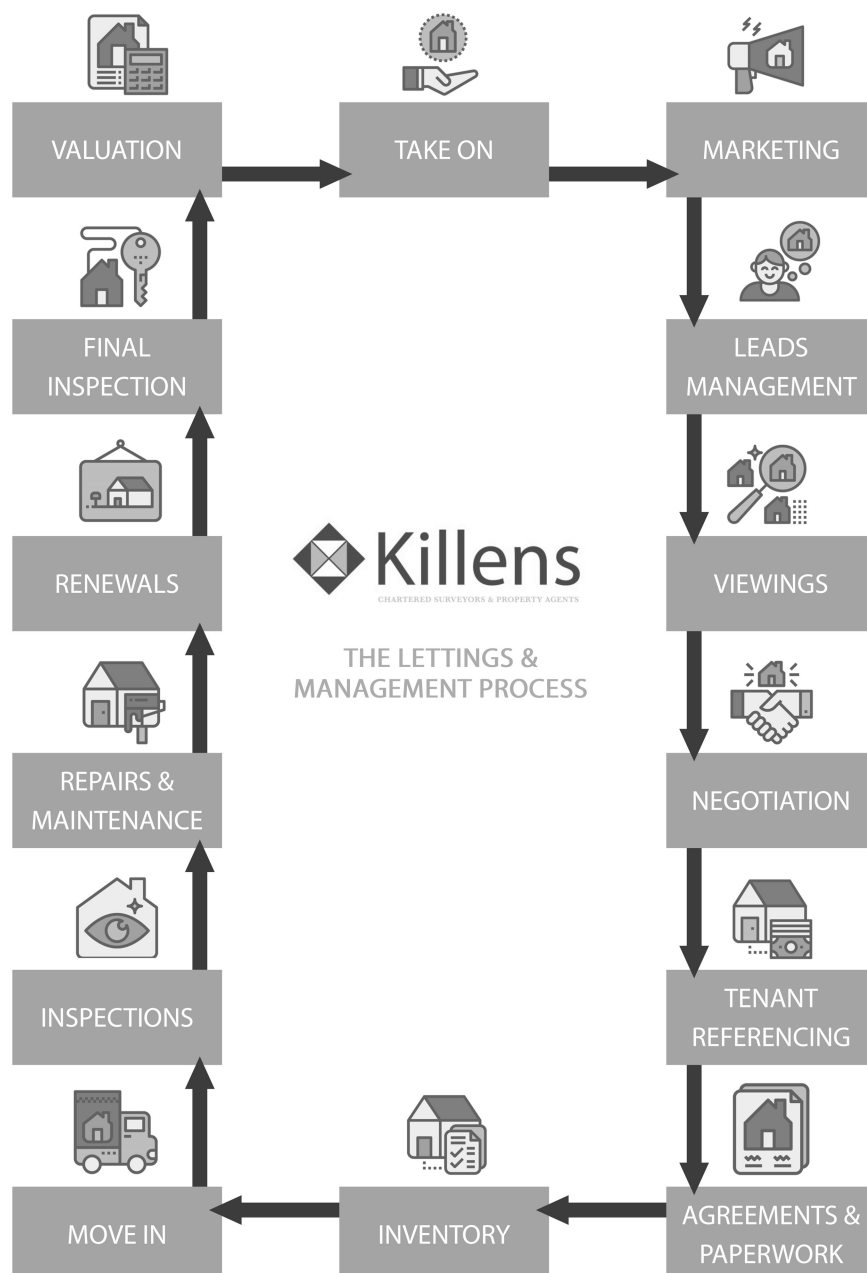 VALUATION
TAKE ON
MARKETING
FINAL
INSPECTION
LEADS
MANAGEMENT
RENEWALS
Killens
CHARTERED SURVEYORS & PROPERTY AGENTS
THE LETTINGS &
MANAGEMENT PROCESS
VIEWINGS
REPAIRS &
MAINTENANCE
NEGOTIATION
INSPECTIONS
TENANT
REFERENCING
MOVE IN
INVENTORY
AGREEMENTS &
PAPERWORK